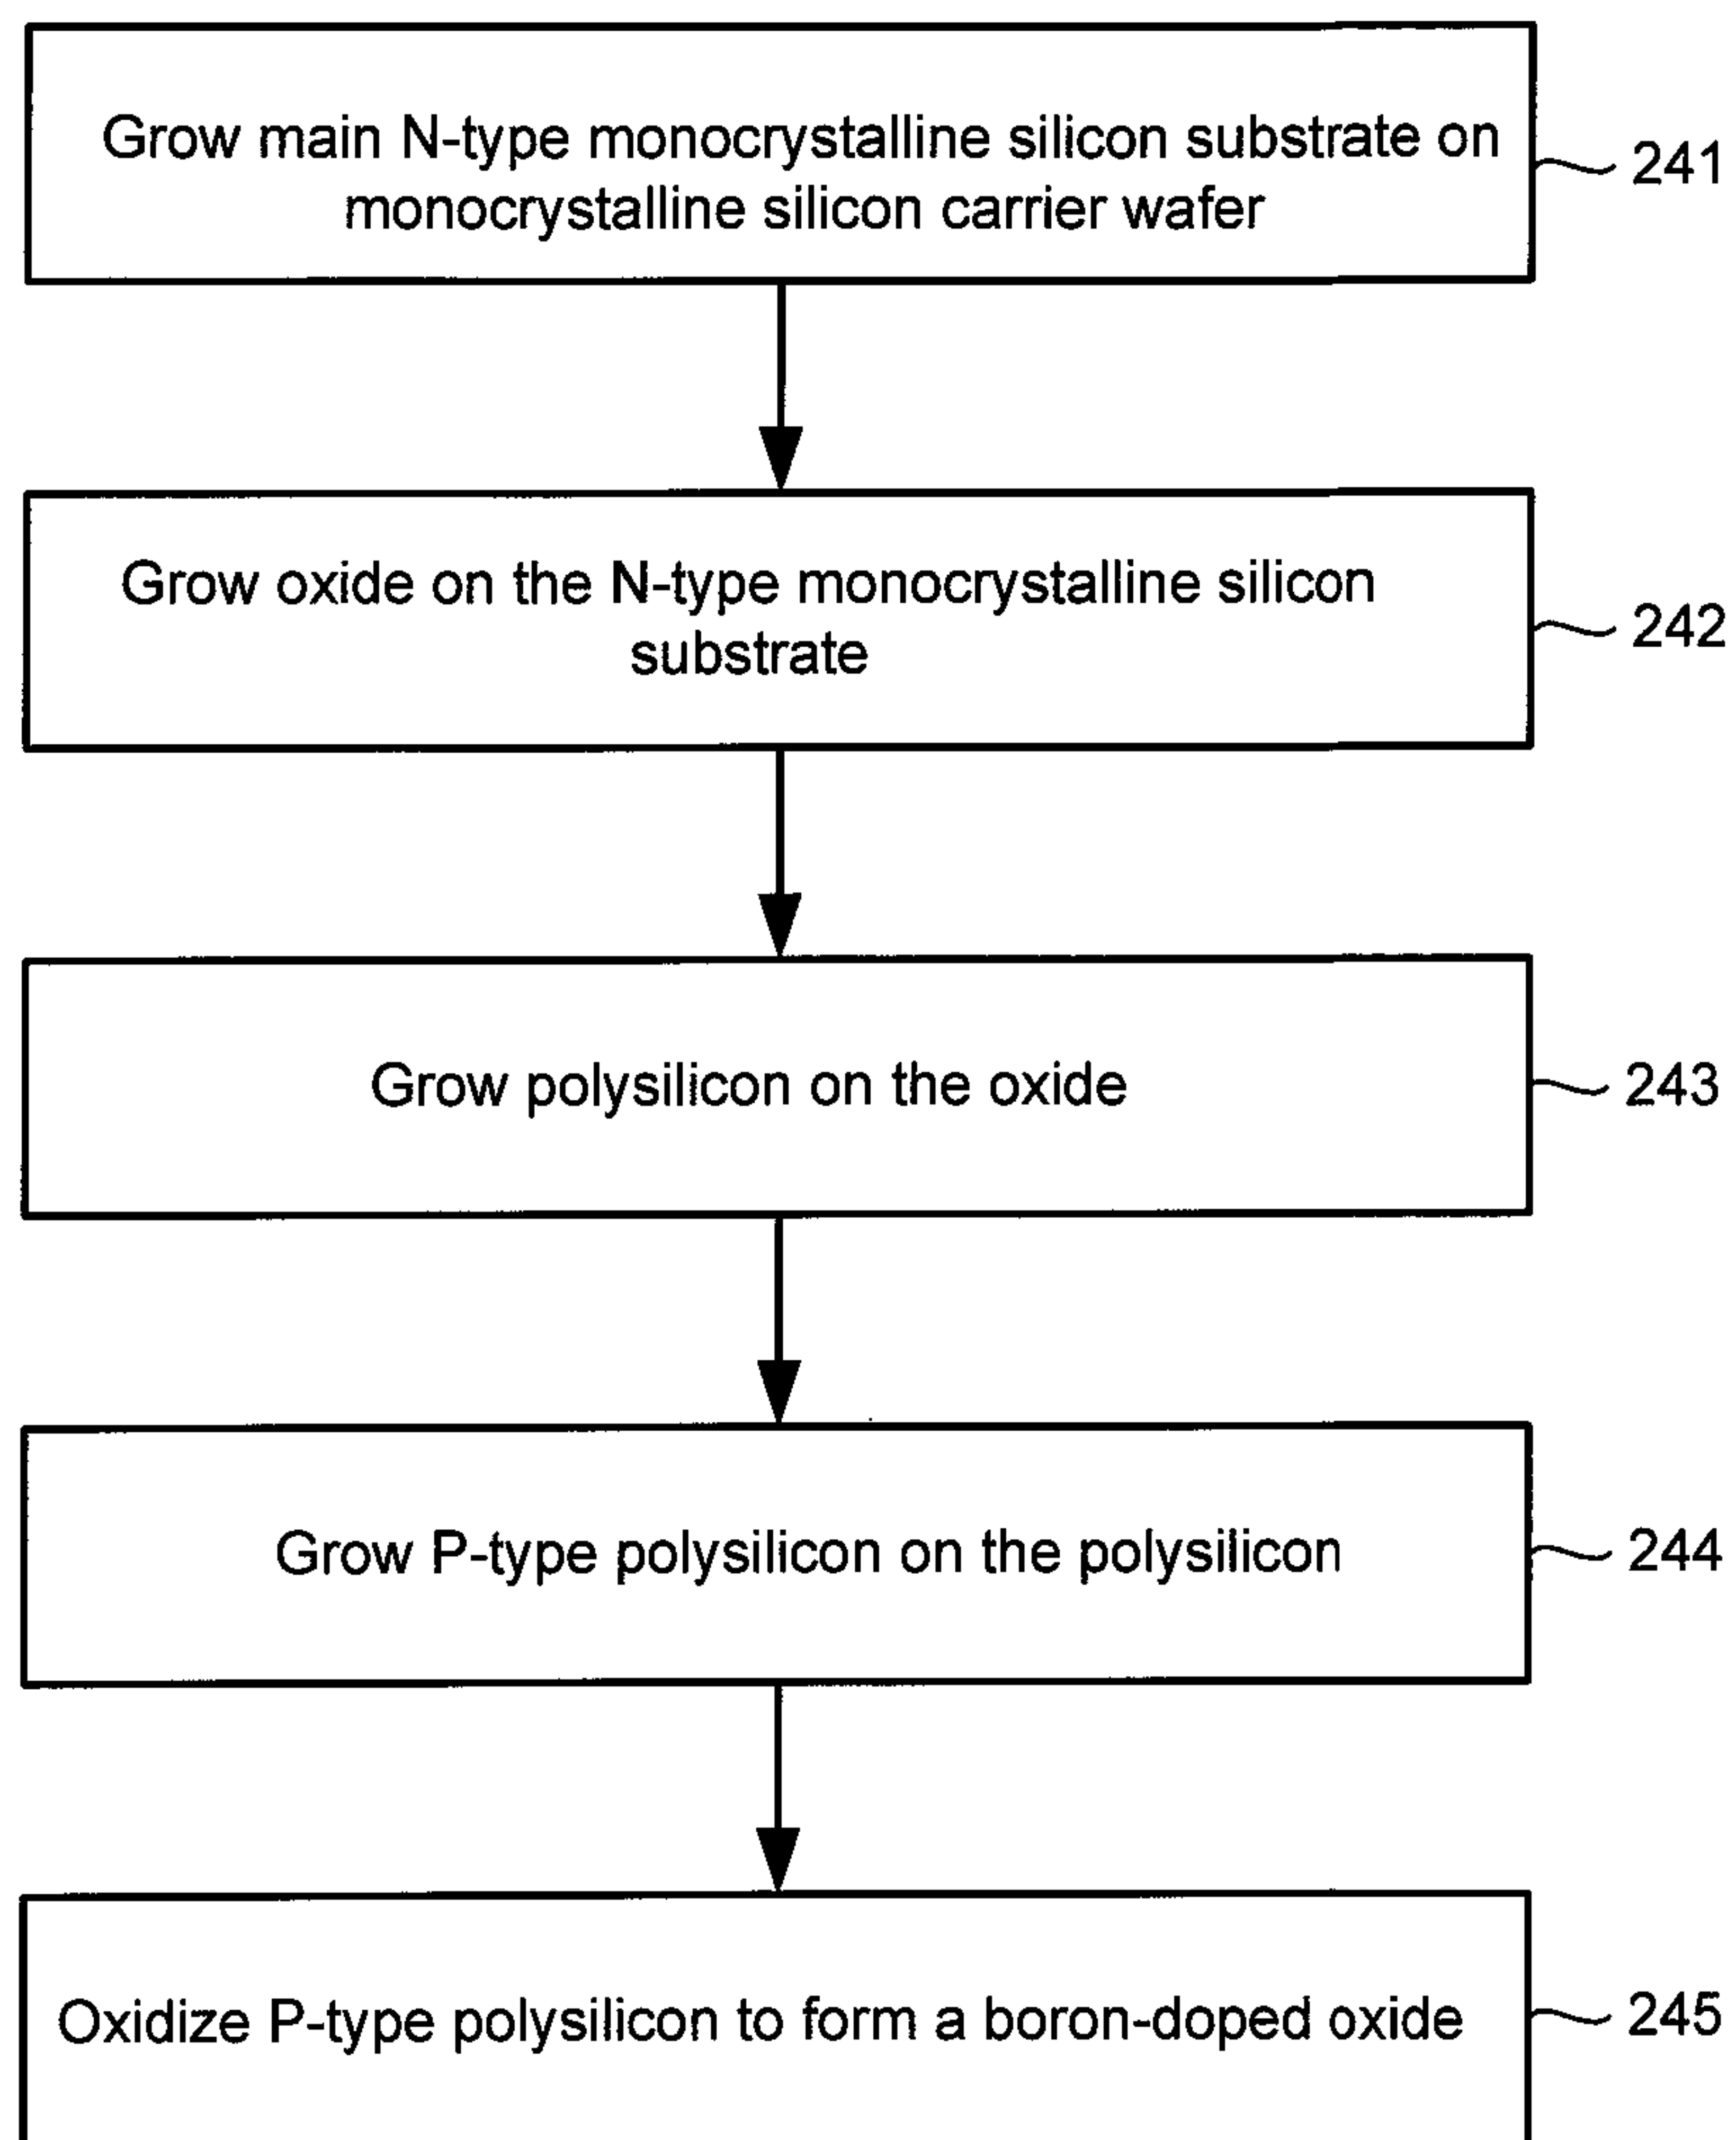 Grow main N-type monocrystalline silicon substrate on
monocrystalline silicon carrier wafer
241
Grow oxide on the N-type monocrystalline silicon
substrate
242
Grow polysilicon on the oxide
243
Grow P-type polysilicon on the polysilicon
244
Oxidize P-type polysilicon to form a boron-doped oxide
245